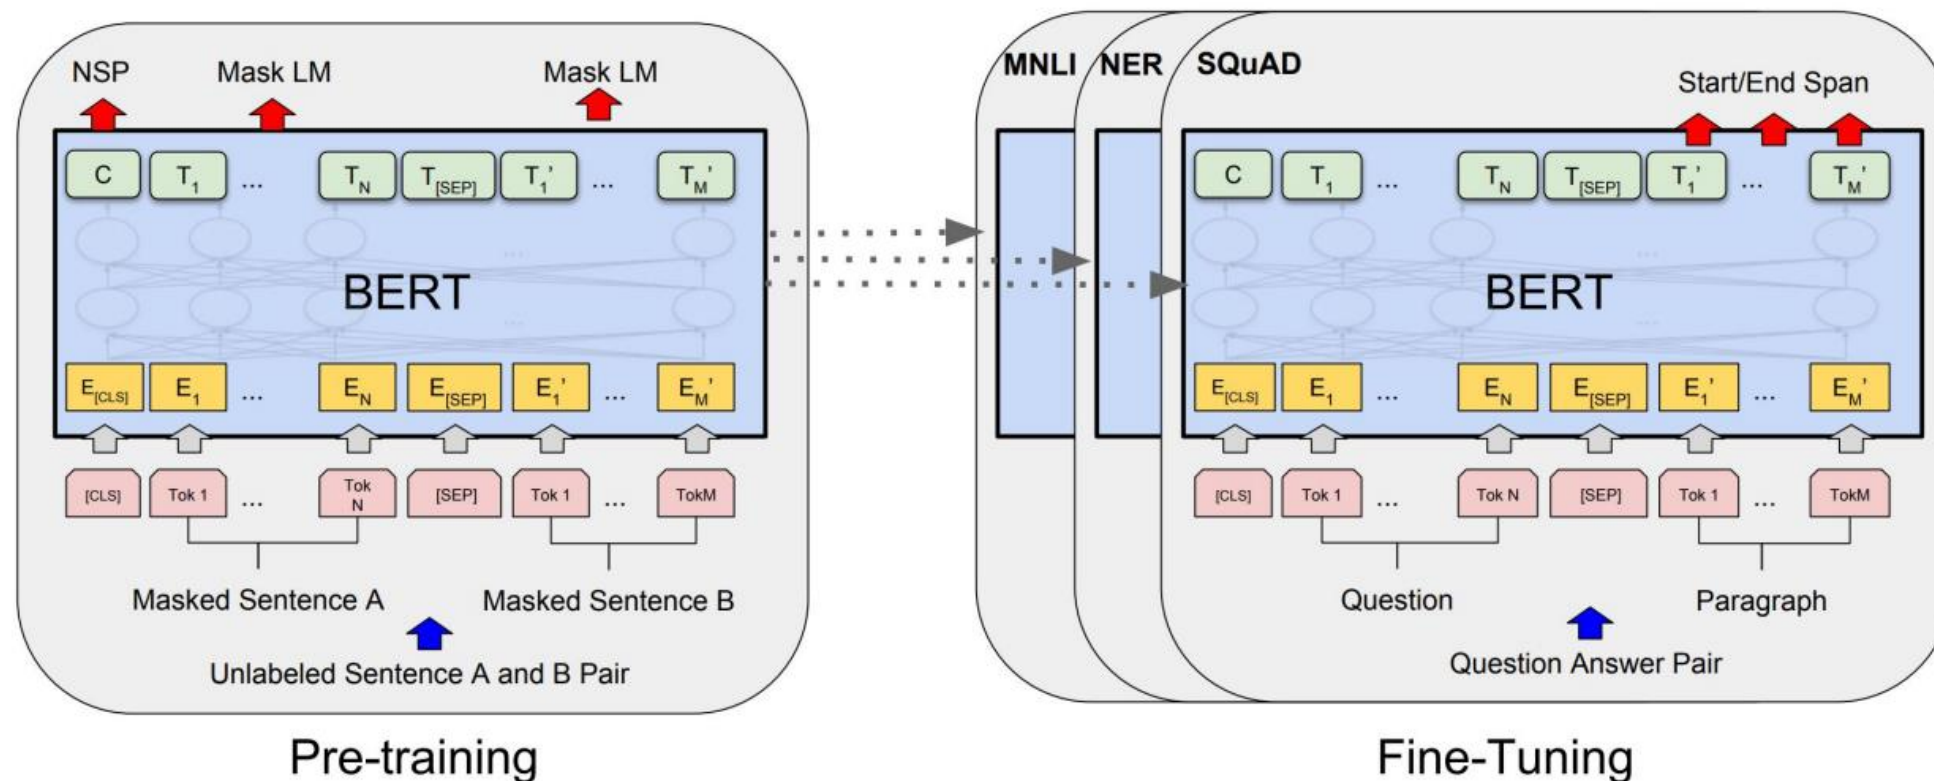 NSP Mask LM Mask LM
C T1 ... TN T[SEP] T1' ... TM'
...
BERT
...
E[CLS] E1 ... EN E[SEP] E1' ... EM'
[CLS] Tok 1 ... Tok N [SEP] Tok 1 ... TokM
Masked Sentence A Masked Sentence B
Unlabeled Sentence A and B Pair
Pre-training
MNLI NER SQuAD
Start/End Span
C T1 ... TN T[SEP] T1' ... TM'
...
BERT
...
E[CLS] E1 ... EN E[SEP] E1' ... EM'
[CLS] Tok 1 ... Tok N [SEP] Tok 1 ... TokM
Question Paragraph
Question Answer Pair
Fine-Tuning